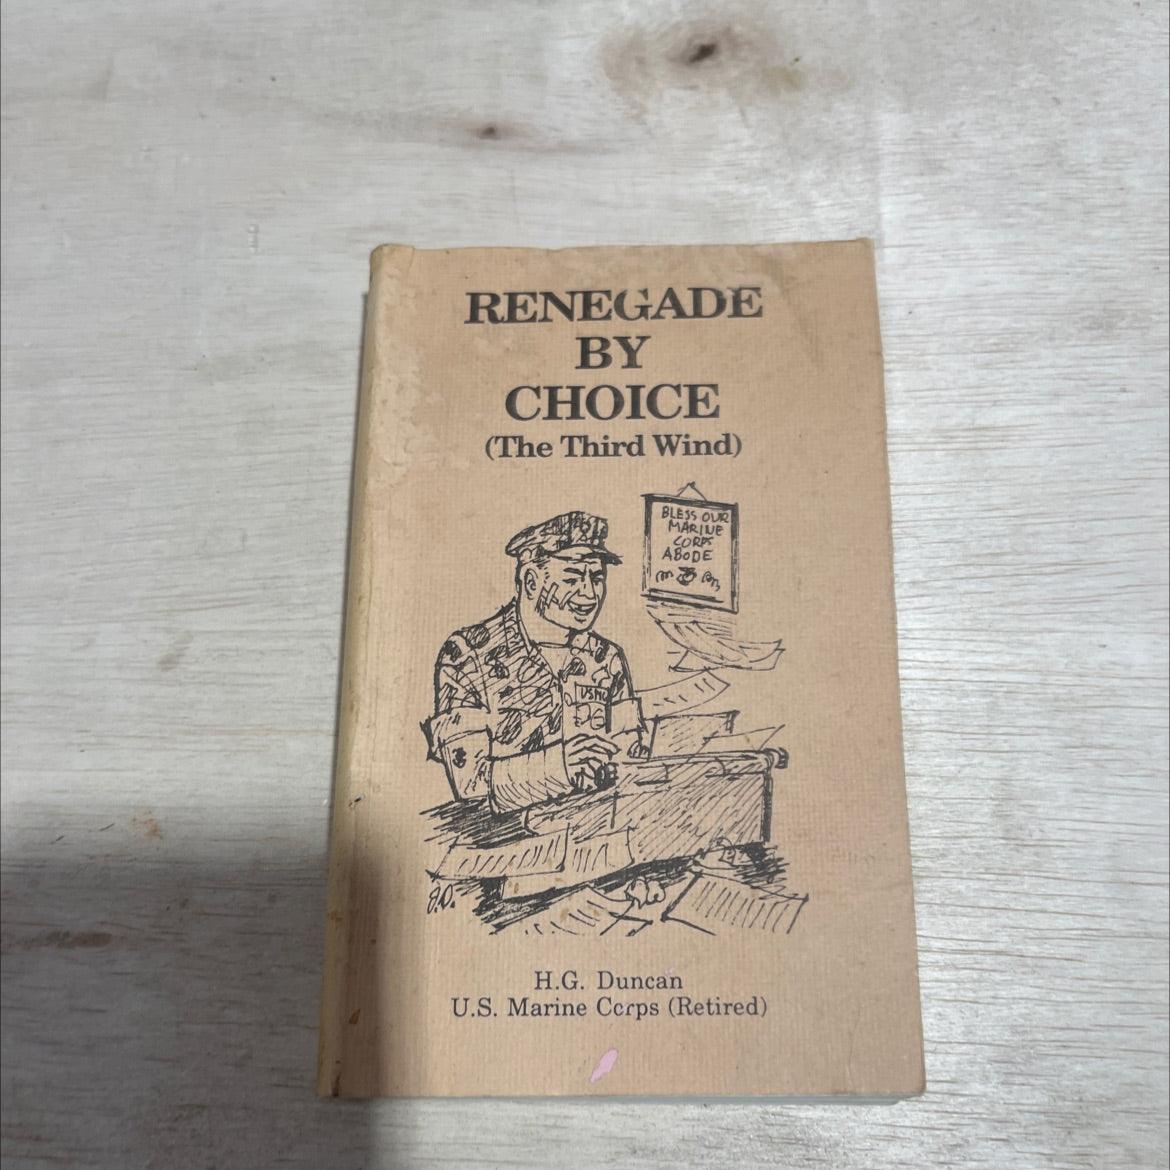 RENEGADE
BY
CHOICE
(The Third Wind)
BLESS OUR
MARINE
CORPS
ABODE
USMC
J.D.
H.G. Duncan
U.S. Marine Corps (Retired)